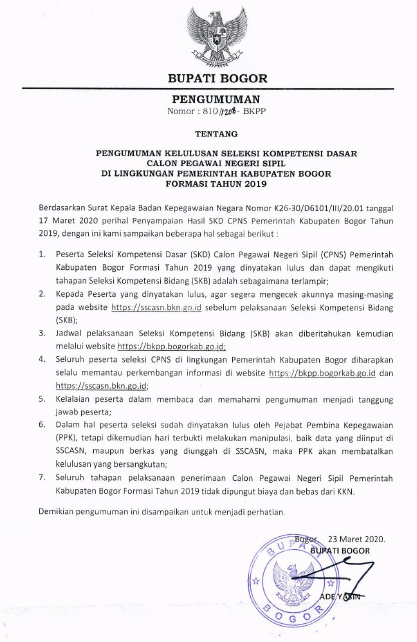 BUPATI BOGOR
PENGUMUMAN
Nomor : 810/1208 - BKPP
TENTANG
PENGUMUMAN KELULUSAN SELEKSI KOMPETENSI DASAR
CALON PEGAWAI NEGERI SIPIL
DI LINGKUNGAN PEMERINTAH KABUPATEN BOGOR
FORMASI TAHUN 2019
Berdasarkan Surat Kepala Badan Kepegawaian Negara Nomor K26-30/D6101/III/20.01 tanggal
17 Maret 2020 perihal Penyampaian Hasil SKD CPNS Pemerintah Kabupaten Bogor Tahun
2019, dengan ini kami sampaikan beberapa hal sebagai berikut :
1. Peserta Seleksi Kompetensi Dasar (SKD) Calon Pegawai Negeri Sipil (CPNS) Pemerintah
Kabupaten Bogor Formasi Tahun 2019 yang dinyatakan lulus dan dapat mengikuti
tahapan Seleksi Kompetensi Bidang (SKB) adalah sebagaimana terlampir;
2. Kepada Peserta yang dinyatakan lulus, agar segera mengecek akunnya masing-masing
pada website https://sscasn.bkn.go.id sebelum pelaksanaan Seleksi Kompetensi Bidang
(SKB);
3. Jadwal pelaksanaan Seleksi Kompetensi Bidang (SKB) akan diberitahukan kemudian
melalui website https://bkpp.bogorkab.go.id;
4. Seluruh peserta seleksi CPNS di lingkungan Pemerintah Kabupaten Bogor diharapkan
selalu memantau perkembangan informasi di website https://bkpp.bogorkab.go.id dan
https://sscasn.bkn.go.id;
5. Kelalaian peserta dalam membaca dan memahami pengumuman menjadi tanggung
jawab peserta;
6. Dalam hal peserta seleksi sudah dinyatakan lulus oleh Pejabat Pembina Kepegawaian
(PPK), tetapi dikemudian hari terbukti melakukan manipulasi, baik data yang diinput di
SSCASN, maupun berkas yang diunggah di SSCASN, maka PPK akan membatalkan
kelulusan yang bersangkutan;
7. Seluruh tahapan pelaksanaan penerimaan Calon Pegawai Negeri Sipil Pemerintah
Kabupaten Bogor Formasi Tahun 2019 tidak dipungut biaya dan bebas dari KKN.
Demikian pengumuman ini disampaikan untuk menjadi perhatian.
Bogor, 23 Maret 2020.
BUPATI BOGOR
BUPATI
BOGOR
ADE YASIN